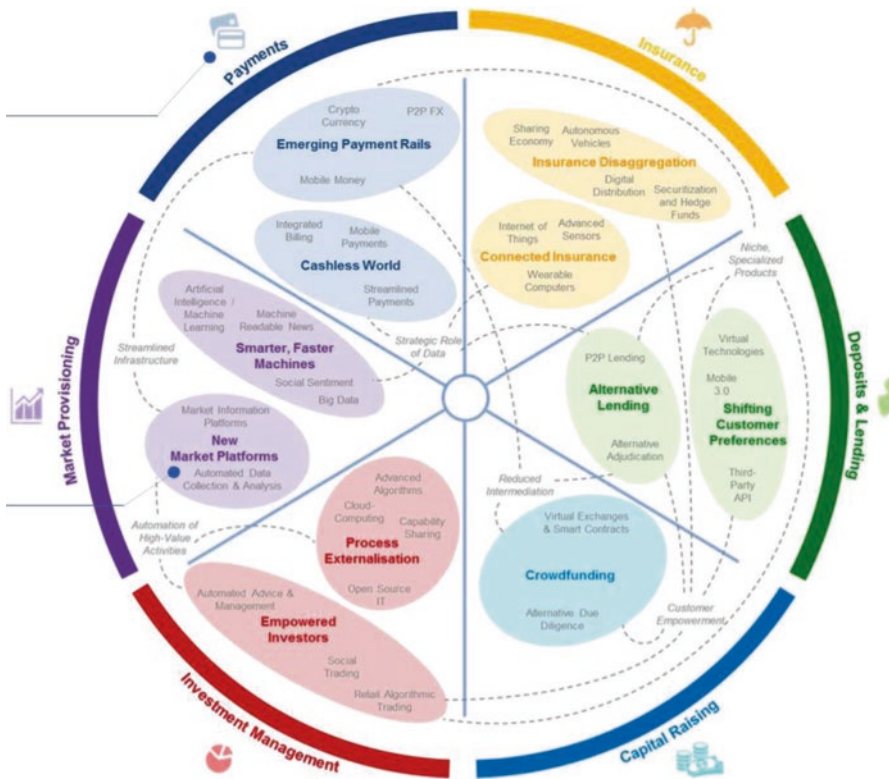 Payments
Insurance
Crypto
Currency
P2P FX
Emerging Payment Rails
Mobile Money
Sharing
Economy
Autonomous
Vehicles
Insurance Disaggregation
Digital
Distribution
Securitization
and Hedge
Funds
Integrated
Billing
Mobile
Payments
Cashless World
Streamlined
Payments
Internet of
Things
Advanced
Sensors
Connected Insurance
Wearable
Computers
Niche,
Specialized
Products
Artificial
Intelligence /
Machine
Learning
Machine
Readable News
Smarter, Faster
Machines
Social Sentiment
Big Data
Streamlined
Infrastructure
Strategic Role
of Data
P2P Lending
Alternative
Lending
Alternative
Adjudication
Virtual
Technologies
Mobile
3.0
Shifting
Customer
Preferences
Third-
Party
API
Market Provisioning
Deposits & Lending
Market Information
Platforms
New
Market Platforms
Automated Data
Collection & Analysis
Automation of
High-Value
Activities
Advanced
Algorithms
Cloud-
Computing
Capability
Sharing
Process
Externalisation
Open Source
IT
Reduced
Intermediation
Virtual Exchanges
& Smart Contracts
Crowdfunding
Alternative Due
Diligence
Customer
Empowerment
Automated Advice &
Management
Empowered
Investors
Social
Trading
Retail Algorithmic
Trading
Investment Management
Capital Raising